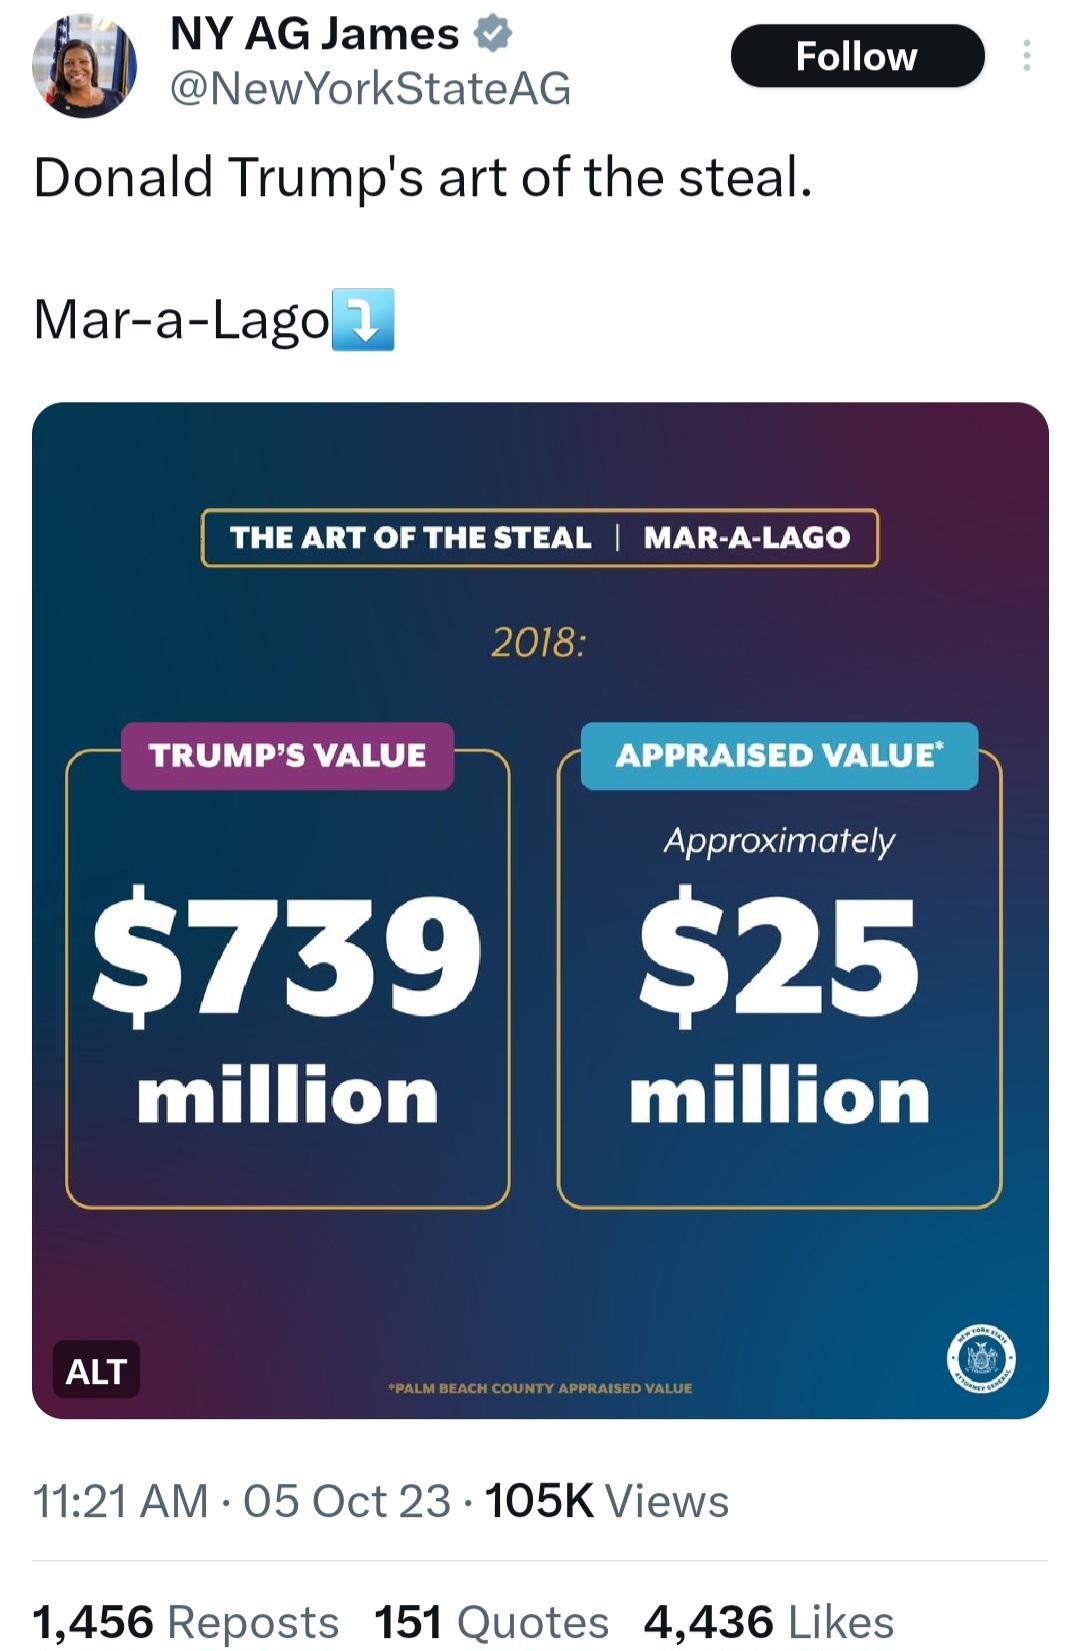 NY AG James
@NewYorkStateAG
Follow
Donald Trump's art of the steal.
Mar-a-Lago⤵️
THE ART OF THE STEAL | MAR-A-LAGO
2018:
TRUMP’S VALUE
$739
million
APPRAISED VALUE*
Approximately
$25
million
ALT
*PALM BEACH COUNTY APPRAISED VALUE
NEW YORK STATE
ATTORNEY GENERAL
11:21 AM · 05 Oct 23 · 105K Views
1,456 Reposts 151 Quotes 4,436 Likes